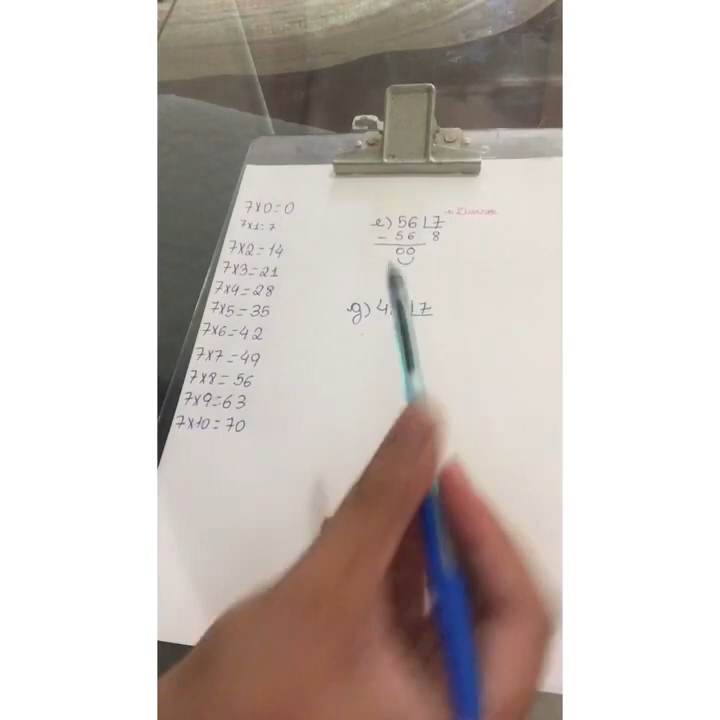 7x0=0
7x1=7
7x2=14
7x3=21
7x4=28
7x5=35
7x6=42
7x7=49
7x8=56
7x9=63
7x10=70
e) 56 | 7
- 56 8
00
g) 4 | 7